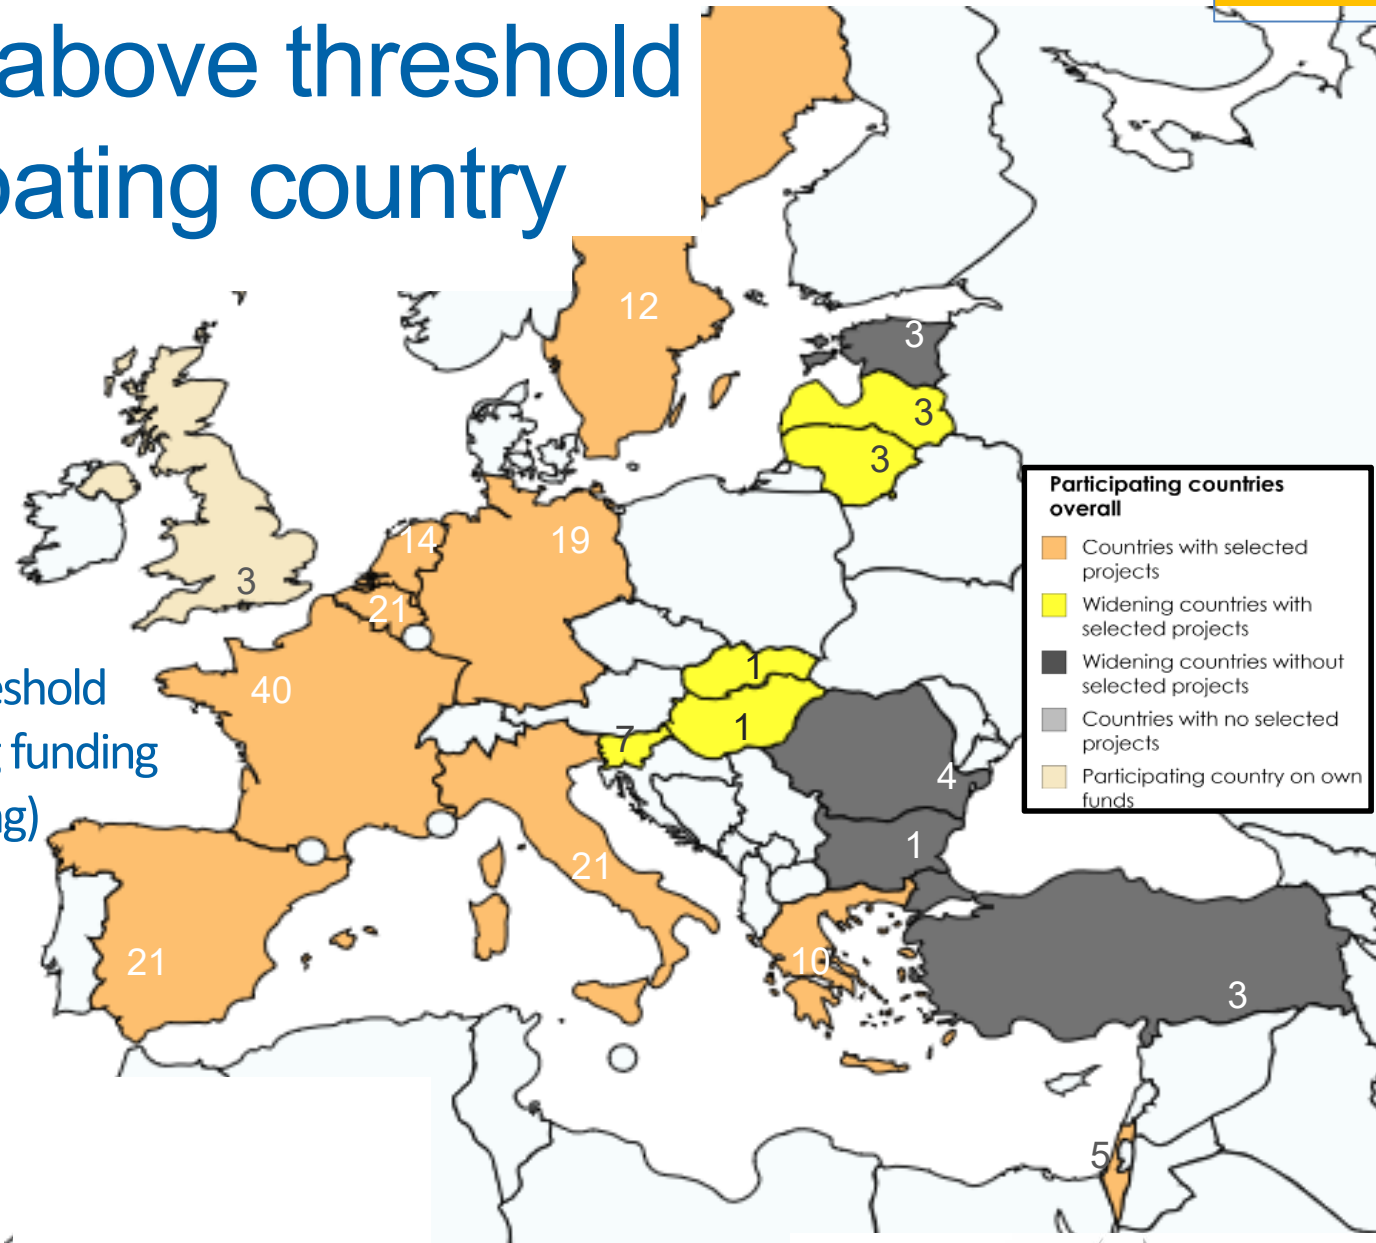 above threshold
pating country
12
3
3
3
14
19
3
21
40
eshold
g funding
ng)
1
1
7
4
1
21
21
10
3
5
Participating countries
overall
Countries with selected
projects
Widening countries with
selected projects
Widening countries without
selected projects
Countries with no selected
projects
Participating country on own
funds